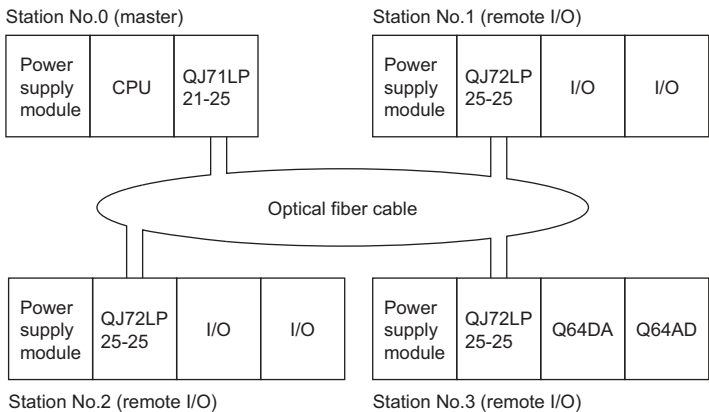 Station No.0 (master)
Power
supply
module
CPU
QJ71LP
21-25
Station No.1 (remote I/O)
Power
supply
module
QJ72LP
25-25
I/O
I/O
Optical fiber cable
Power
supply
module
QJ72LP
25-25
I/O
I/O
Station No.2 (remote I/O)
Power
supply
module
QJ72LP
25-25
Q64DA
Q64AD
Station No.3 (remote I/O)